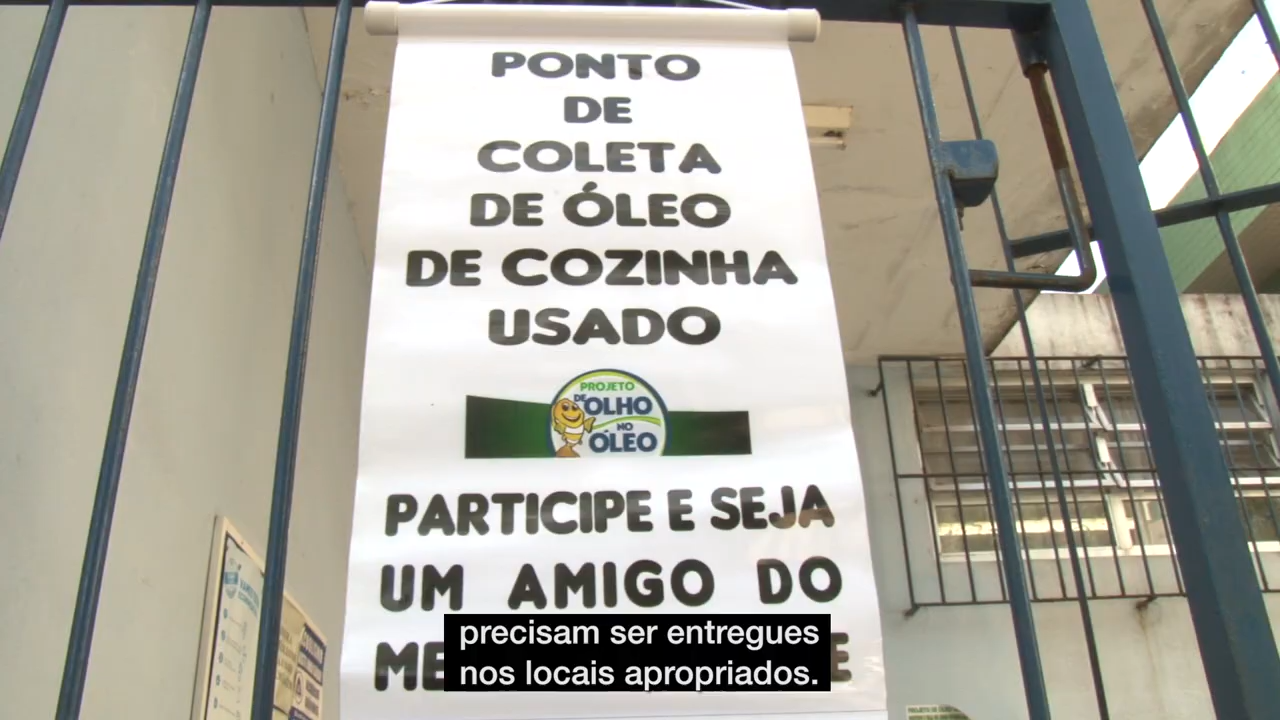 PONTO
DE
COLETA
DE ÓLEO
DE COZINHA
USADO
PROJETO
DE OLHO
NO
ÓLEO
PARTICIPE E SEJA
UM AMIGO DO
precisam ser entregues
nos locais apropriados.